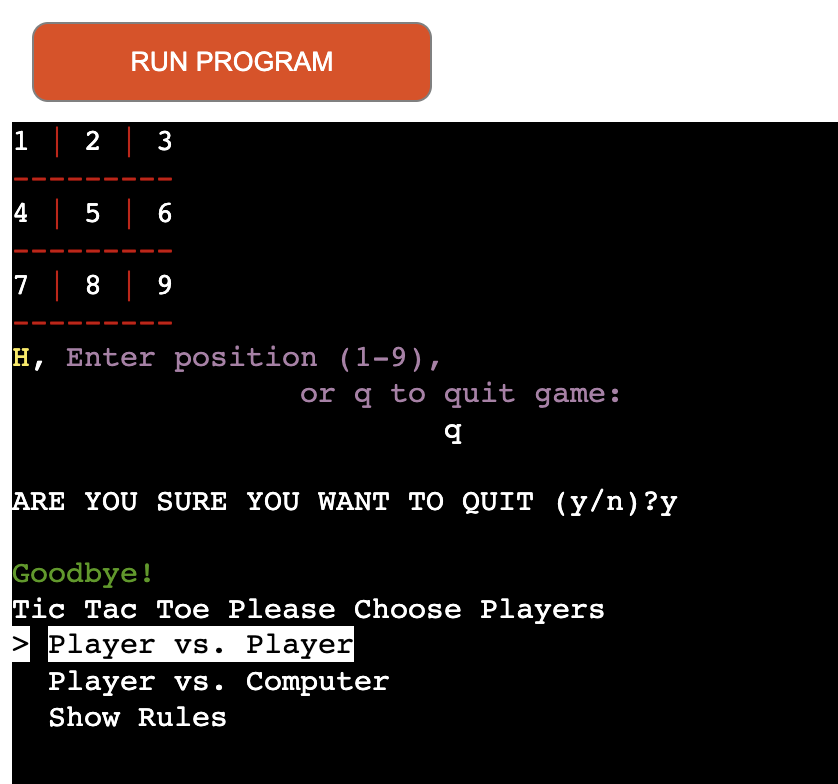 RUN PROGRAM
1 | 2 | 3
---------
4 | 5 | 6
---------
7 | 8 | 9
---------
H, Enter position (1-9),
or q to quit game:
q
ARE YOU SURE YOU WANT TO QUIT (y/n)?y
Goodbye!
Tic Tac Toe Please Choose Players
> Player vs. Player
Player vs. Computer
Show Rules